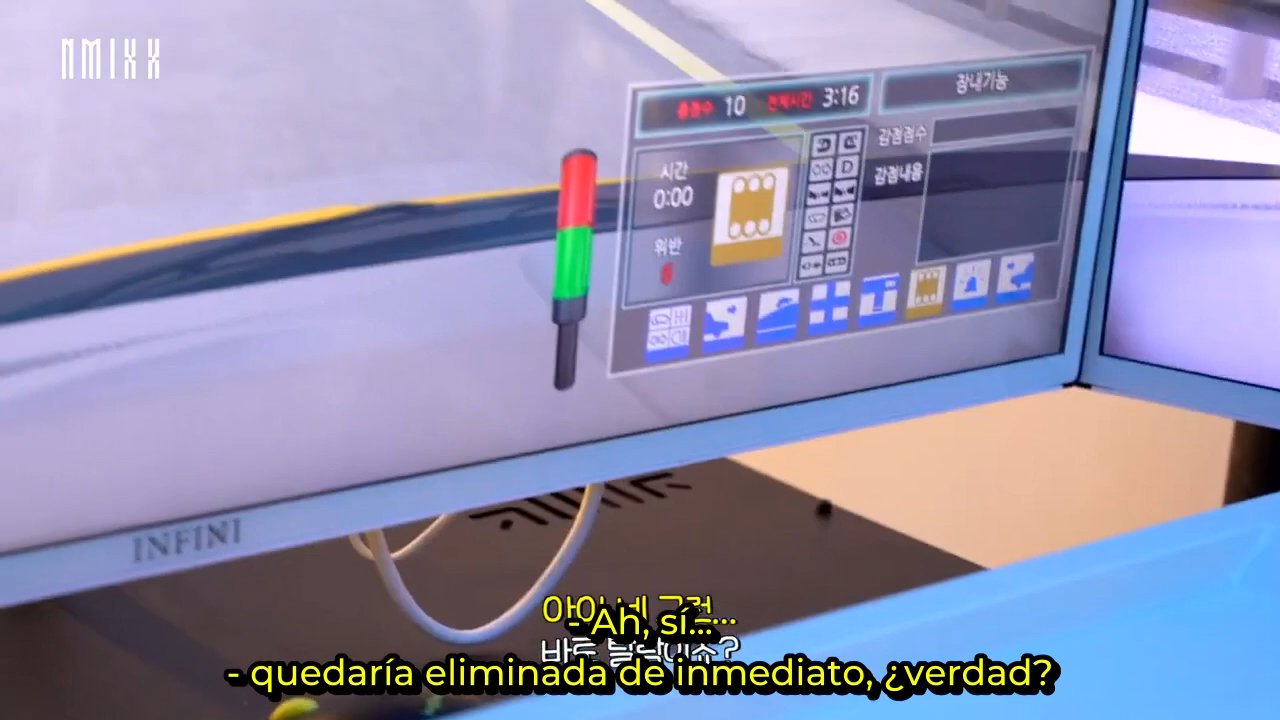 NMIXX
총점수 10 전체시간 3:16
장내기능
시간
0:00
위반
6
감점점수
감점내용
D
INFINI
- Ah, sí...
- quedaría eliminada de inmediato, ¿verdad?